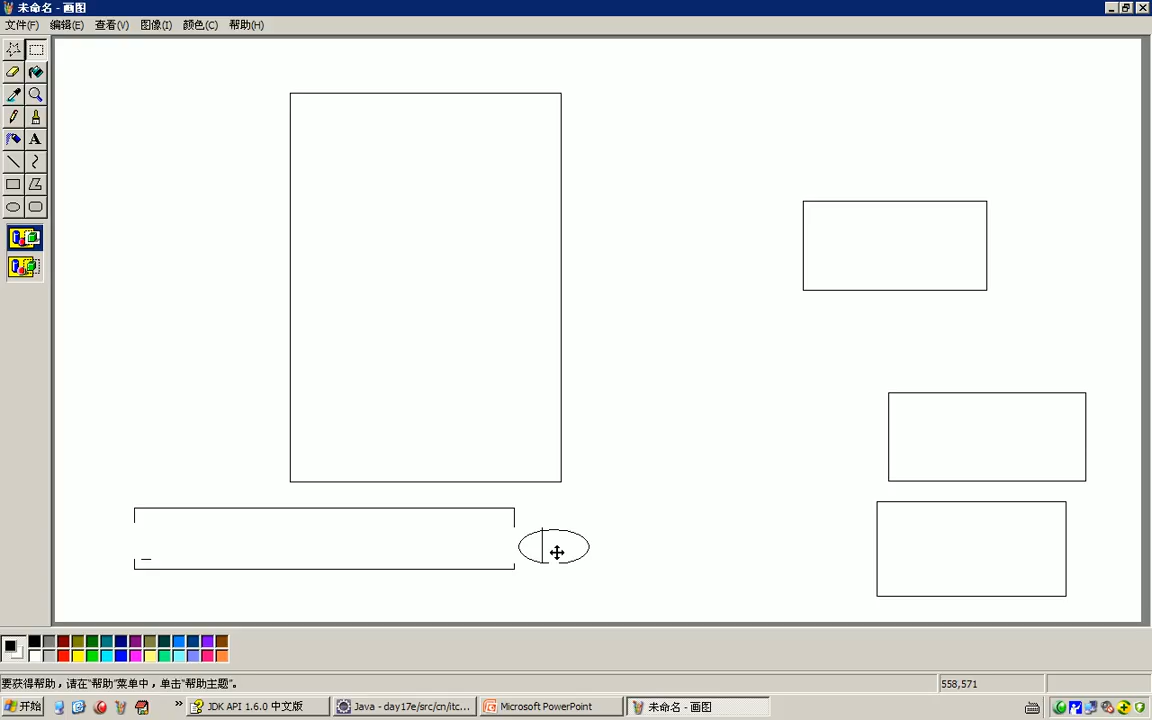 未命名 - 画图
文件(F) 编辑(E) 查看(V) 图像(I) 颜色(C) 帮助(H)
A
要获得帮助，请在“帮助”菜单中，单击“帮助主题”。
558,571
开始
»
JDK API 1.6.0 中文版
Java - day17e/src/cn/itc...
Microsoft PowerPoint
未命名 - 画图